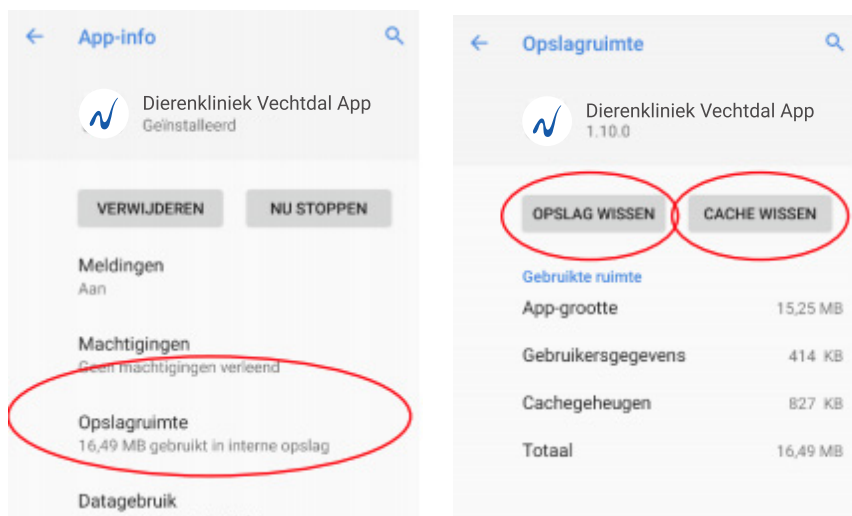 App-info
Dierenkliniek Vechtdal App
Geïnstalleerd
VERWIJDEREN
NU STOPPEN
Meldingen
Aan
Machtigingen
Geen machtigingen verleend
Opslagruimte
16,49 MB gebruikt in interne opslag
Datagebruik
Opslagruimte
Dierenkliniek Vechtdal App
1.10.0
OPSLAG WISSEN
CACHE WISSEN
Gebruikte ruimte
App-grootte 15,25 MB
Gebruikersgegevens 414 KB
Cachegeheugen 827 KB
Totaal 16,49 MB